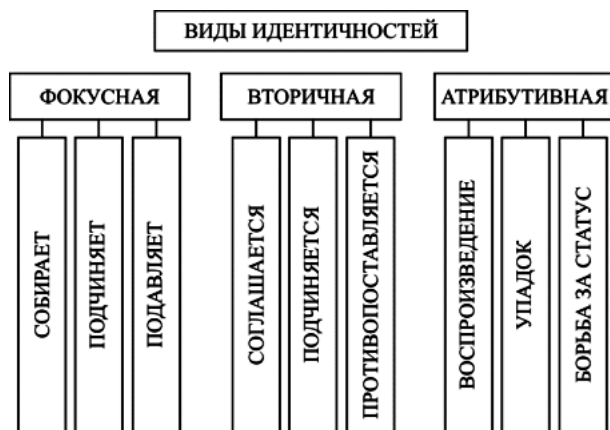 ВИДЫ ИДЕНТИЧНОСТЕЙ
ФОКУСНАЯ
СОБИРАЕТ
ПОДЧИНЯЕТ
ПОДАВЛЯЕТ
ВТОРИЧНАЯ
СОГЛАШАЕТСЯ
ПОДЧИНЯЕТСЯ
ПРОТИВОПОСТАВЛЯЕТСЯ
АТРИБУТИВНАЯ
ВОСПРОИЗВЕДЕНИЕ
УПАДОК
БОРЬБА ЗА СТАТУС